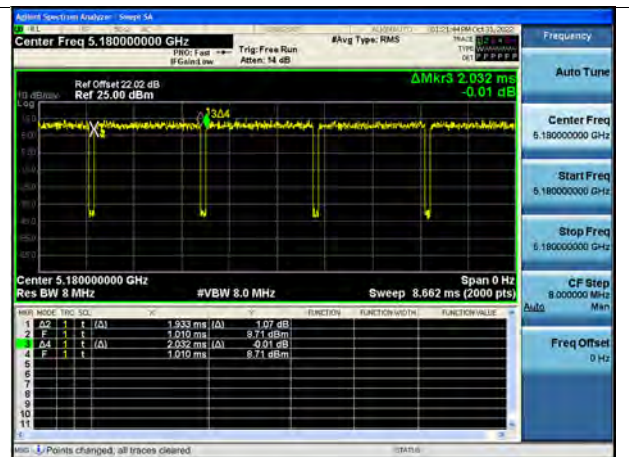 Agilent Spectrum Analyzer - Swept SA
Center Freq 5.180000000 GHz
PNO: Fast
IFGain:Low
Trig: Free Run
Atten: 14 dB
#Avg Type: RMS
01:21:44 PM Oct 31, 2022
TRACE
TYPE
DET P P P P P P
Frequency
Ref Offset 22.02 dB
Ref 25.00 dBm
10 dB/div
Log
ΔMkr3 2.032 ms
-0.01 dB
3Δ4
Auto Tune
Center Freq
5.180000000 GHz
Start Freq
5.180000000 GHz
Stop Freq
5.180000000 GHz
CF Step
8.000000 MHz
Auto Man
Freq Offset
0 Hz
Center 5.180000000 GHz
Span 0 Hz
Res BW 8 MHz
#VBW 8.0 MHz
Sweep 8.662 ms (2000 pts)
MKR MODE TRC SCL X Y FUNCTION FUNCTION WIDTH FUNCTION VALUE
1 Δ2 1 t (Δ) 1.933 ms (Δ) 1.07 dB
2 F 1 t 1.010 ms 8.71 dBm
3 Δ4 1 t (Δ) 2.032 ms (Δ) -0.01 dB
4 F 1 t 1.010 ms 8.71 dBm
5
6
7
8
9
10
11
MSG Points changed; all traces cleared
STATUS